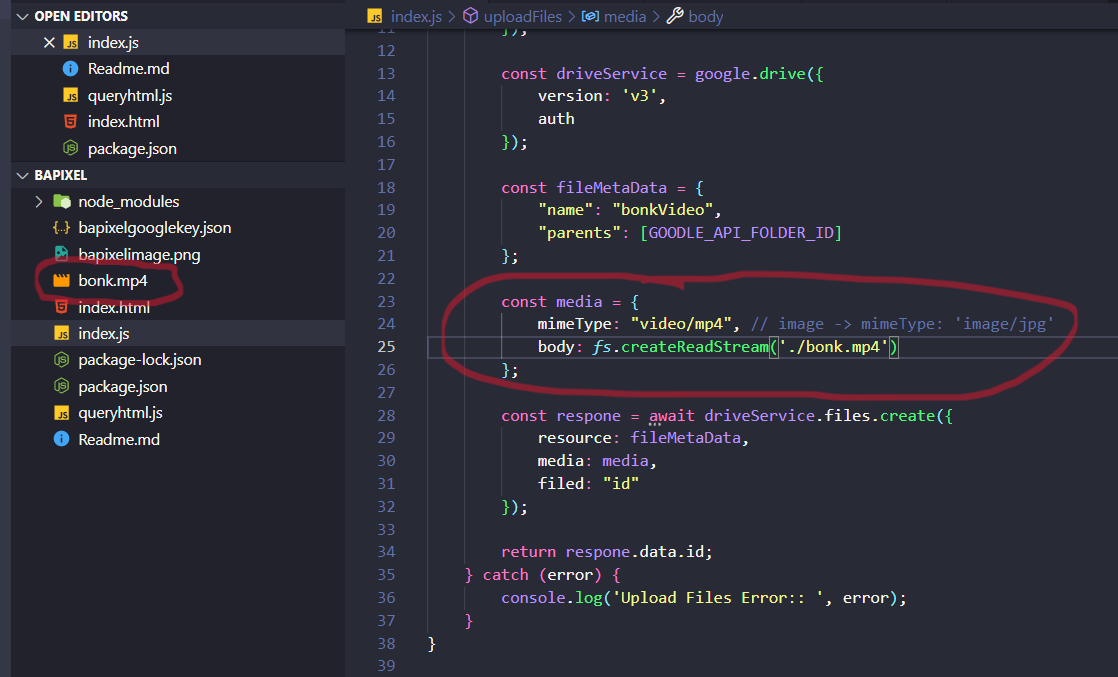 OPEN EDITORS
index.js
Readme.md
queryhtml.js
index.html
package.json
BAPIXEL
node_modules
bapixelgooglekey.json
bapixelimage.png
bonk.mp4
index.html
index.js
package-lock.json
package.json
queryhtml.js
Readme.md
index.js > uploadFiles > media > body
11 });
12
13 const driveService = google.drive({
14 version: 'v3',
15 auth
16 });
17
18 const fileMetaData = {
19 "name": "bonkVideo",
20 "parents": [GOODLE_API_FOLDER_ID]
21 };
22
23 const media = {
24 mimeType: "video/mp4", // image -> mimeType: 'image/jpg'
25 body: fs.createReadStream('./bonk.mp4')
26 };
27
28 const respone = await driveService.files.create({
29 resource: fileMetaData,
30 media: media,
31 filed: "id"
32 });
33
34 return respone.data.id;
35 } catch (error) {
36 console.log('Upload Files Error:: ', error);
37 }
38 }
39